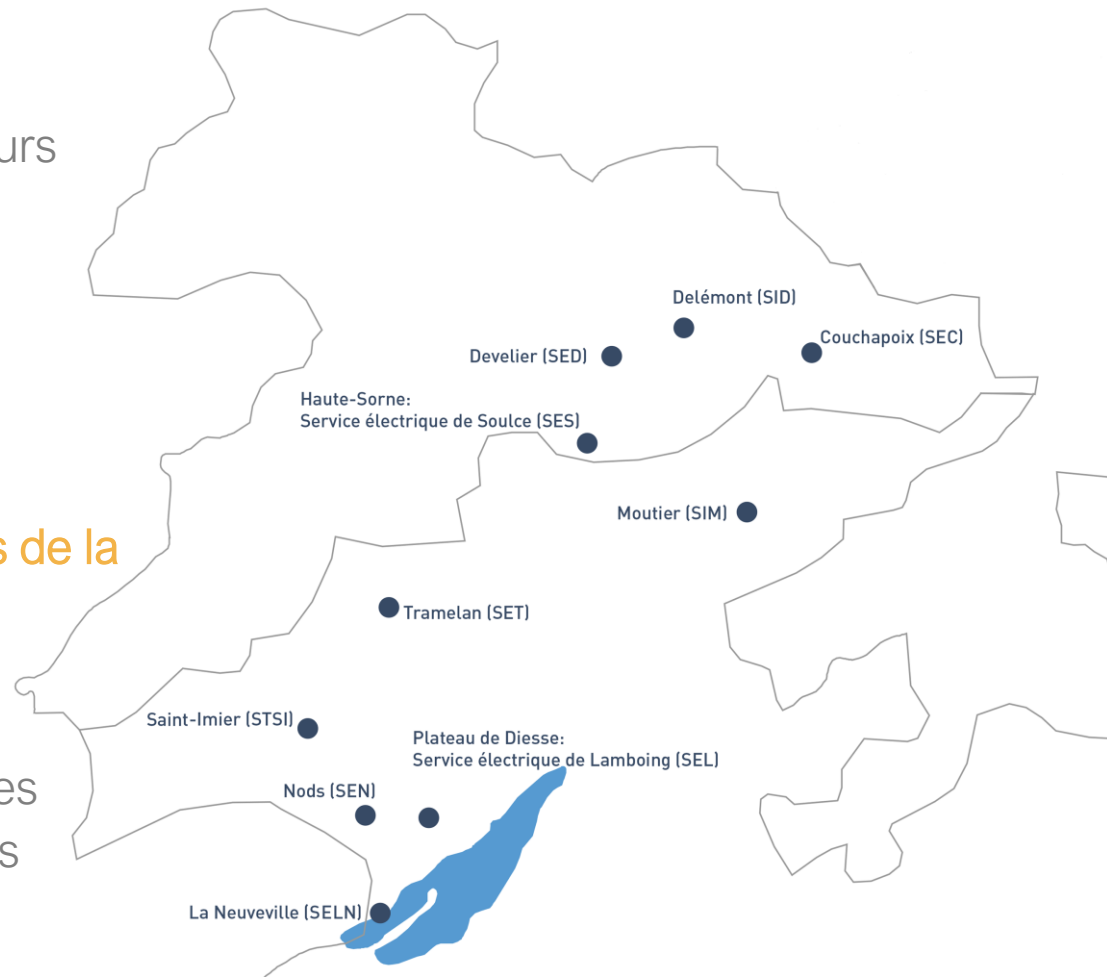 urs
s de la
es
s
Delémont (SID)
Couchapoix (SEC)
Develier (SED)
Haute-Sorne:
Service électrique de Soulce (SES)
Moutier (SIM)
Tramelan (SET)
Saint-Imier (STSI)
Plateau de Diesse:
Service électrique de Lamboing (SEL)
Nods (SEN)
La Neuveville (SELN)